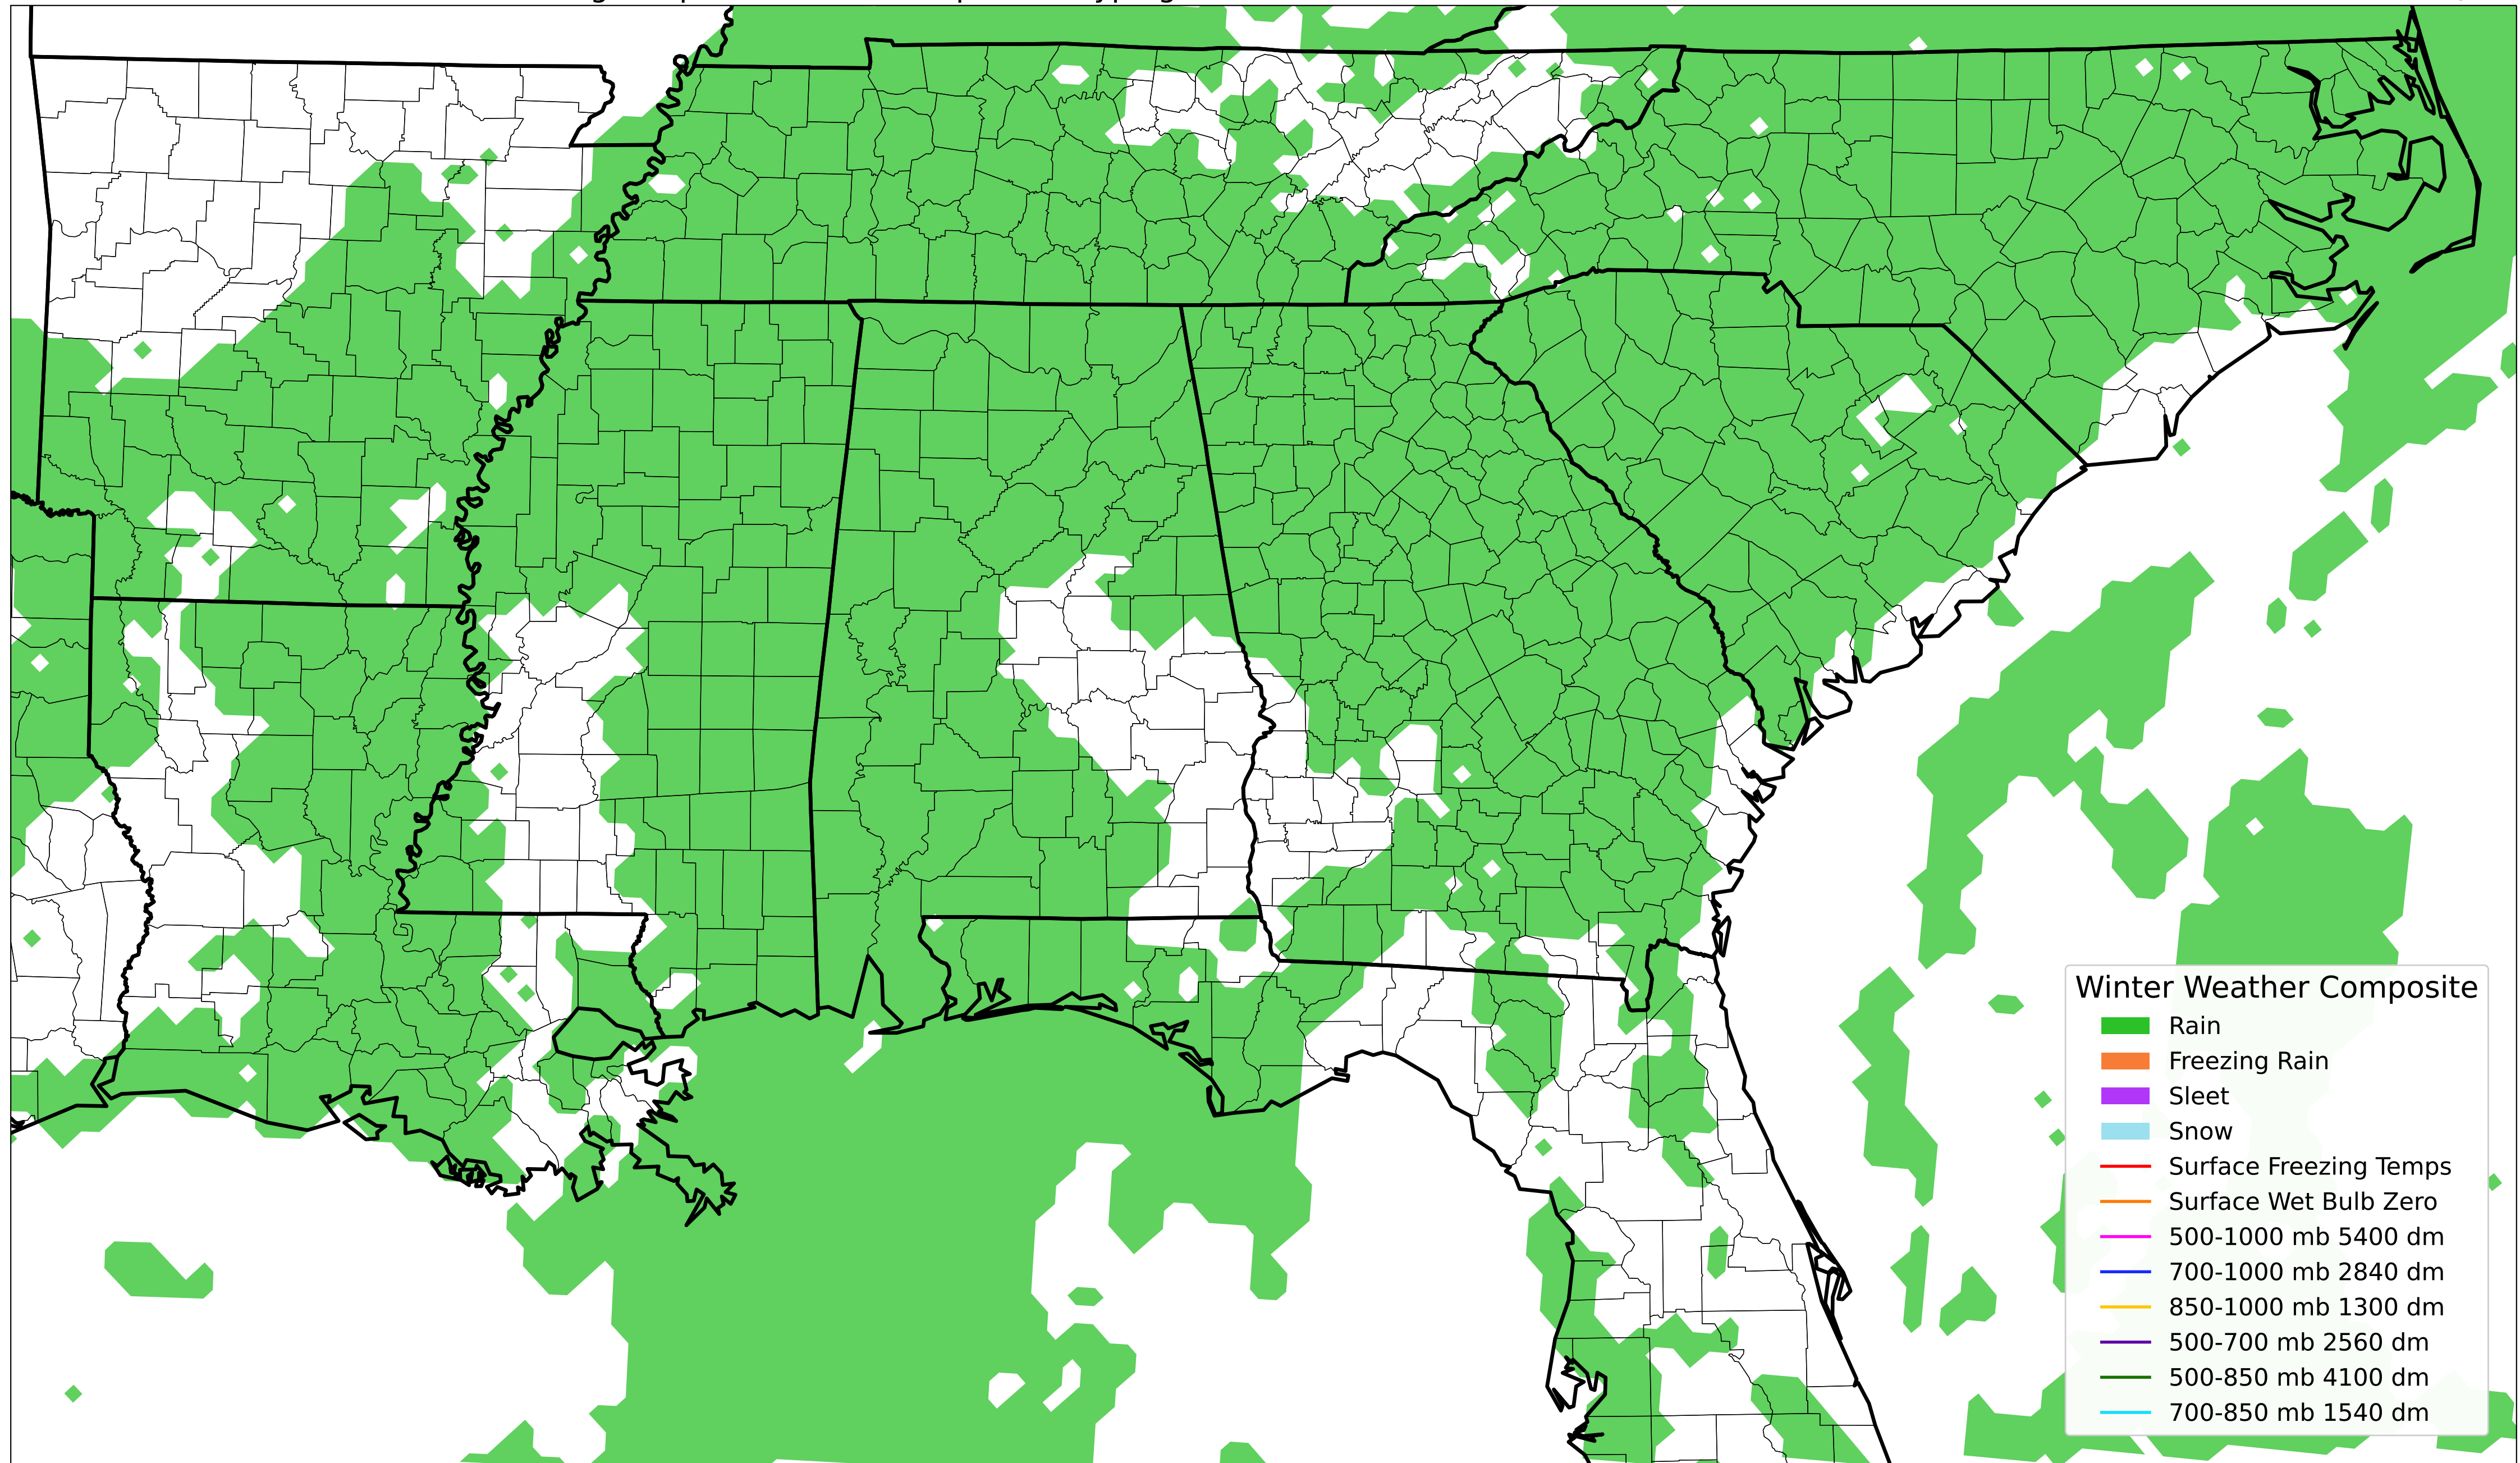 Winter Weather Composite
Rain
Freezing Rain
Sleet
Snow
Surface Freezing Temps
Surface Wet Bulb Zero
500-1000 mb 5400 dm
700-1000 mb 2840 dm
850-1000 mb 1300 dm
500-700 mb 2560 dm
500-850 mb 4100 dm
700-850 mb 1540 dm